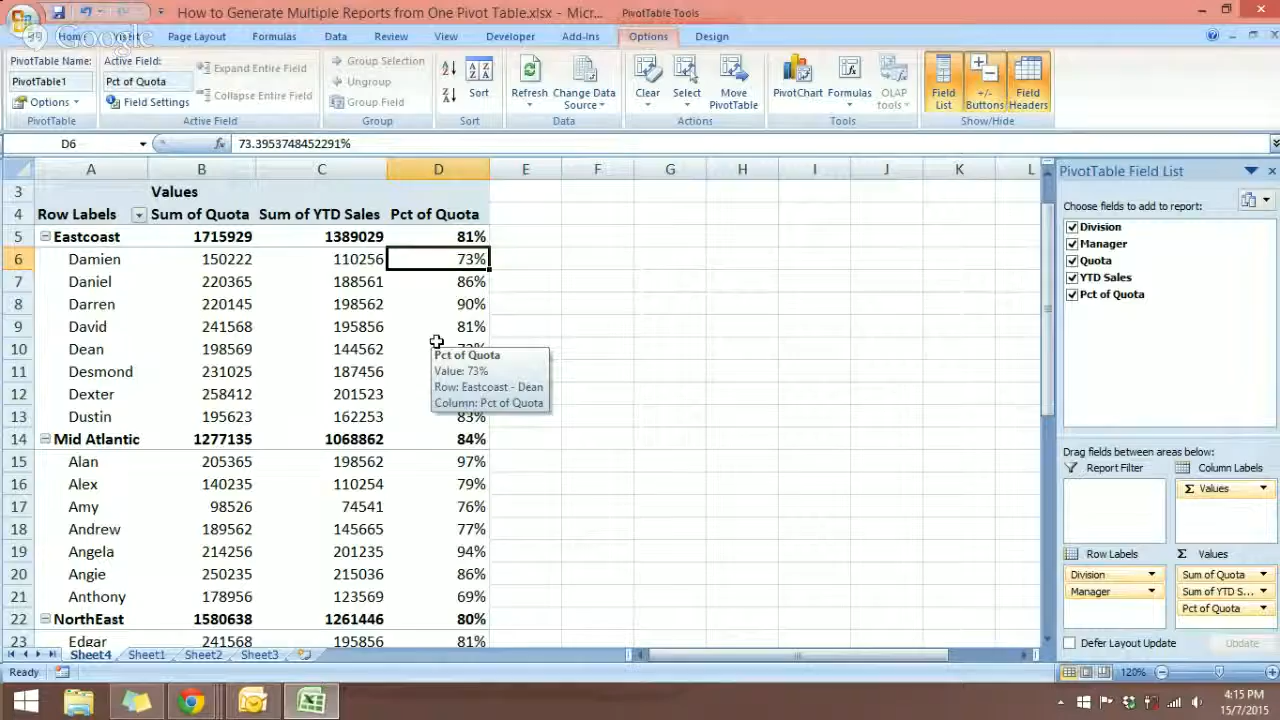 How to Generate Multiple Reports from One Pivot Table.xlsx - Micr...
PivotTable Tools
Google
Home Insert Page Layout Formulas Data Review View Developer Add-Ins Options Design
PivotTable Name:
PivotTable1
Options
PivotTable
Active Field:
Pct of Quota
Field Settings
Expand Entire Field
Collapse Entire Field
Active Field
Group Selection
Ungroup
Group Field
Group
Sort
Sort
Refresh
Change Data Source
Data
Clear
Select
Move PivotTable
Actions
PivotChart
Formulas
OLAP tools
Tools
Field List
+/- Buttons
Field Headers
Show/Hide
D6
fx
73.3953748452291%
A B C D E F G H I J K L
3 Values
4 Row Labels Sum of Quota Sum of YTD Sales Pct of Quota
5 Eastcoast 1715929 1389029 81%
6 Damien 150222 110256 73%
7 Daniel 220365 188561 86%
8 Darren 220145 198562 90%
9 David 241568 195856 81%
10 Dean 198569 144562
11 Desmond 231025 187456
12 Dexter 258412 201523
13 Dustin 195623 162253 83%
14 Mid Atlantic 1277135 1068862 84%
15 Alan 205365 198562 97%
16 Alex 140235 110254 79%
17 Amy 98526 74541 76%
18 Andrew 189562 145665 77%
19 Angela 214256 201235 94%
20 Angie 250235 215036 86%
21 Anthony 178956 123569 69%
22 NorthEast 1580638 1261446 80%
23 Edgar 241568 195856 81%
Pct of Quota
Value: 73%
Row: Eastcoast - Dean
Column: Pct of Quota
PivotTable Field List
Choose fields to add to report:
Division
Manager
Quota
YTD Sales
Pct of Quota
Drag fields between areas below:
Report Filter
Column Labels
Σ Values
Row Labels
Σ Values
Division
Manager
Sum of Quota
Sum of YTD S...
Pct of Quota
Defer Layout Update
Update
Sheet4 Sheet1 Sheet2 Sheet3
Ready
120%
4:15 PM
15/7/2015